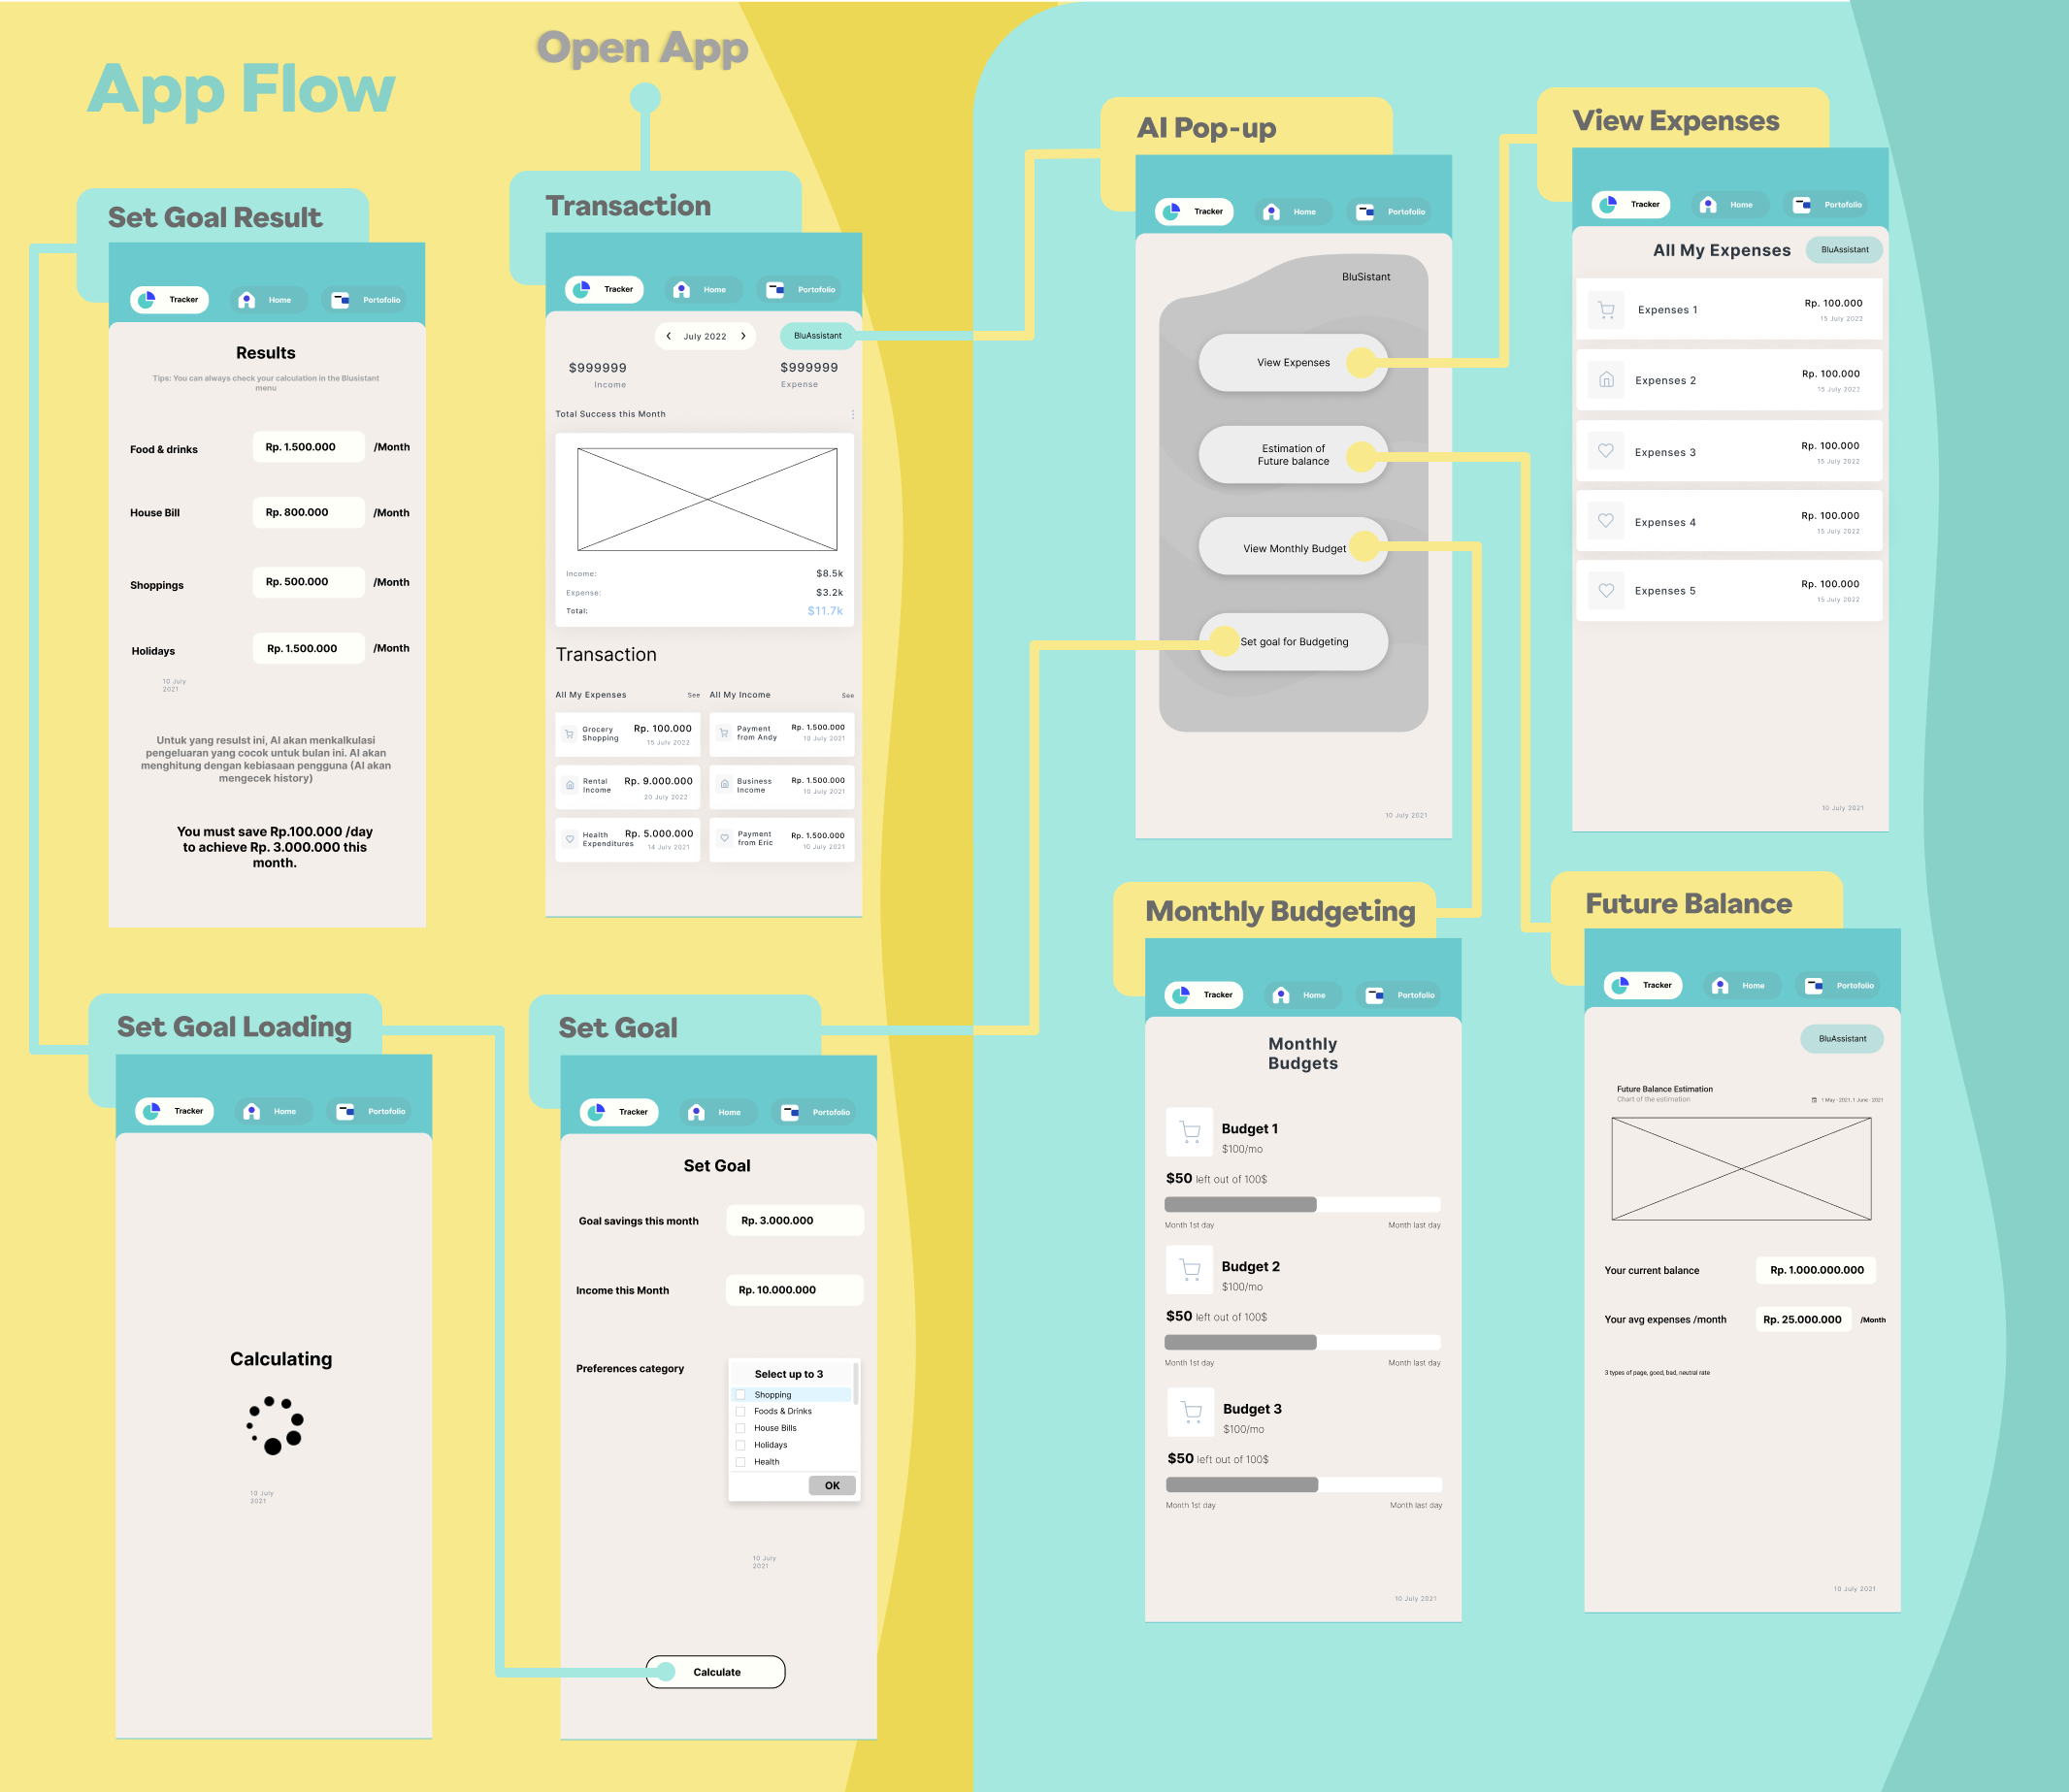 App Flow
Open App
Set Goal Result
Tracker
Home
Portofolio
Results
Tips: You can always check your calculation in the Blusistant
menu
Food & drinks
Rp. 1.500.000
/Month
House Bill
Rp. 800.000
/Month
Shoppings
Rp. 500.000
/Month
Holidays
Rp. 1.500.000
/Month
10 July
2021
Untuk yang resulst ini, AI akan menkalkulasi
pengeluaran yang cocok untuk bulan ini. AI akan
menghitung dengan kebiasaan pengguna (AI akan
mengecek history)
You must save Rp.100.000 /day
to achieve Rp. 3.000.000 this
month.
Transaction
Tracker
Home
Portofolio
July 2022
BluAssistant
$999999
Income
$999999
Expense
Total Success this Month
Income:
$8.5k
Expense:
$3.2k
Total:
$11.7k
Transaction
All My Expenses
See
Grocery
Shopping
Rp. 100.000
15 July 2022
Rental
Income
Rp. 9.000.000
20 July 2022
Health
Expenditures
Rp. 5.000.000
14 July 2021
All My Income
See
Payment
from Andy
Rp. 1.500.000
10 July 2021
Business
Income
Rp. 1.500.000
10 July 2021
Payment
from Eric
Rp. 1.500.000
10 July 2021
AI Pop-up
Tracker
Home
Portofolio
BluSistant
View Expenses
Estimation of
Future balance
View Monthly Budget
Set goal for Budgeting
10 July 2021
View Expenses
Tracker
Home
Portofolio
All My Expenses
BluAssistant
Expenses 1
Rp. 100.000
15 July 2022
Expenses 2
Rp. 100.000
15 July 2022
Expenses 3
Rp. 100.000
15 July 2022
Expenses 4
Rp. 100.000
15 July 2022
Expenses 5
Rp. 100.000
15 July 2022
10 July 2021
Set Goal Loading
Tracker
Home
Portofolio
Calculating
10 July
2021
Set Goal
Tracker
Home
Portofolio
Set Goal
Goal savings this month
Rp. 3.000.000
Income this Month
Rp. 10.000.000
Preferences category
Select up to 3
Shopping
Foods & Drinks
House Bills
Holidays
Health
OK
10 July
2021
Calculate
Monthly Budgeting
Tracker
Home
Portofolio
Monthly
Budgets
Budget 1
$100/mo
$50 left out of 100$
Month 1st day
Month last day
Budget 2
$100/mo
$50 left out of 100$
Month 1st day
Month last day
Budget 3
$100/mo
$50 left out of 100$
Month 1st day
Month last day
10 July 2021
Future Balance
Tracker
Home
Portofolio
BluAssistant
Future Balance Estimation
Chart of the estimation
1 May - 2021, 1 June - 2021
Your current balance
Rp. 1.000.000.000
Your avg expenses /month
Rp. 25.000.000
/Month
3 types of page, good, bad, neutral rate
10 July 2021